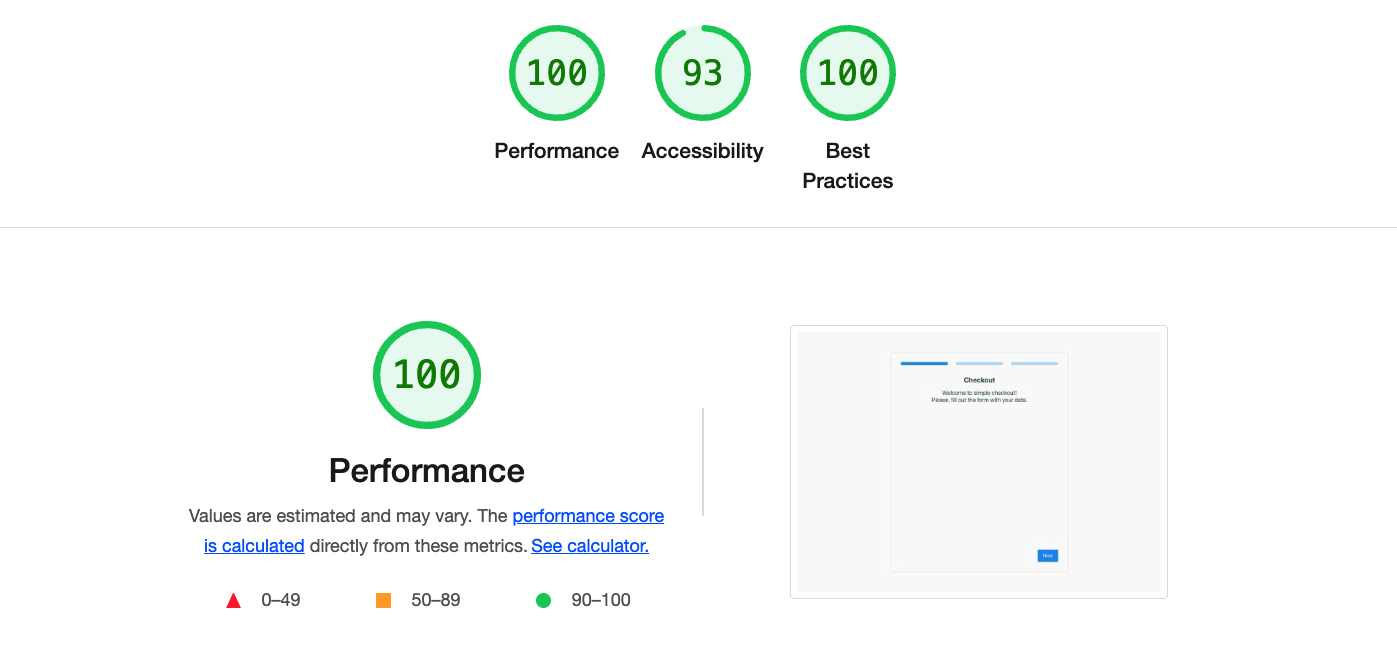 100
93
100
Performance
Accessibility
Best
Practices
100
Performance
Values are estimated and may vary. The performance score
is calculated directly from these metrics. See calculator.
0–49
50–89
90–100
Checkout
Welcome to simple checkout!
Please, fill out the form with your data.
Next